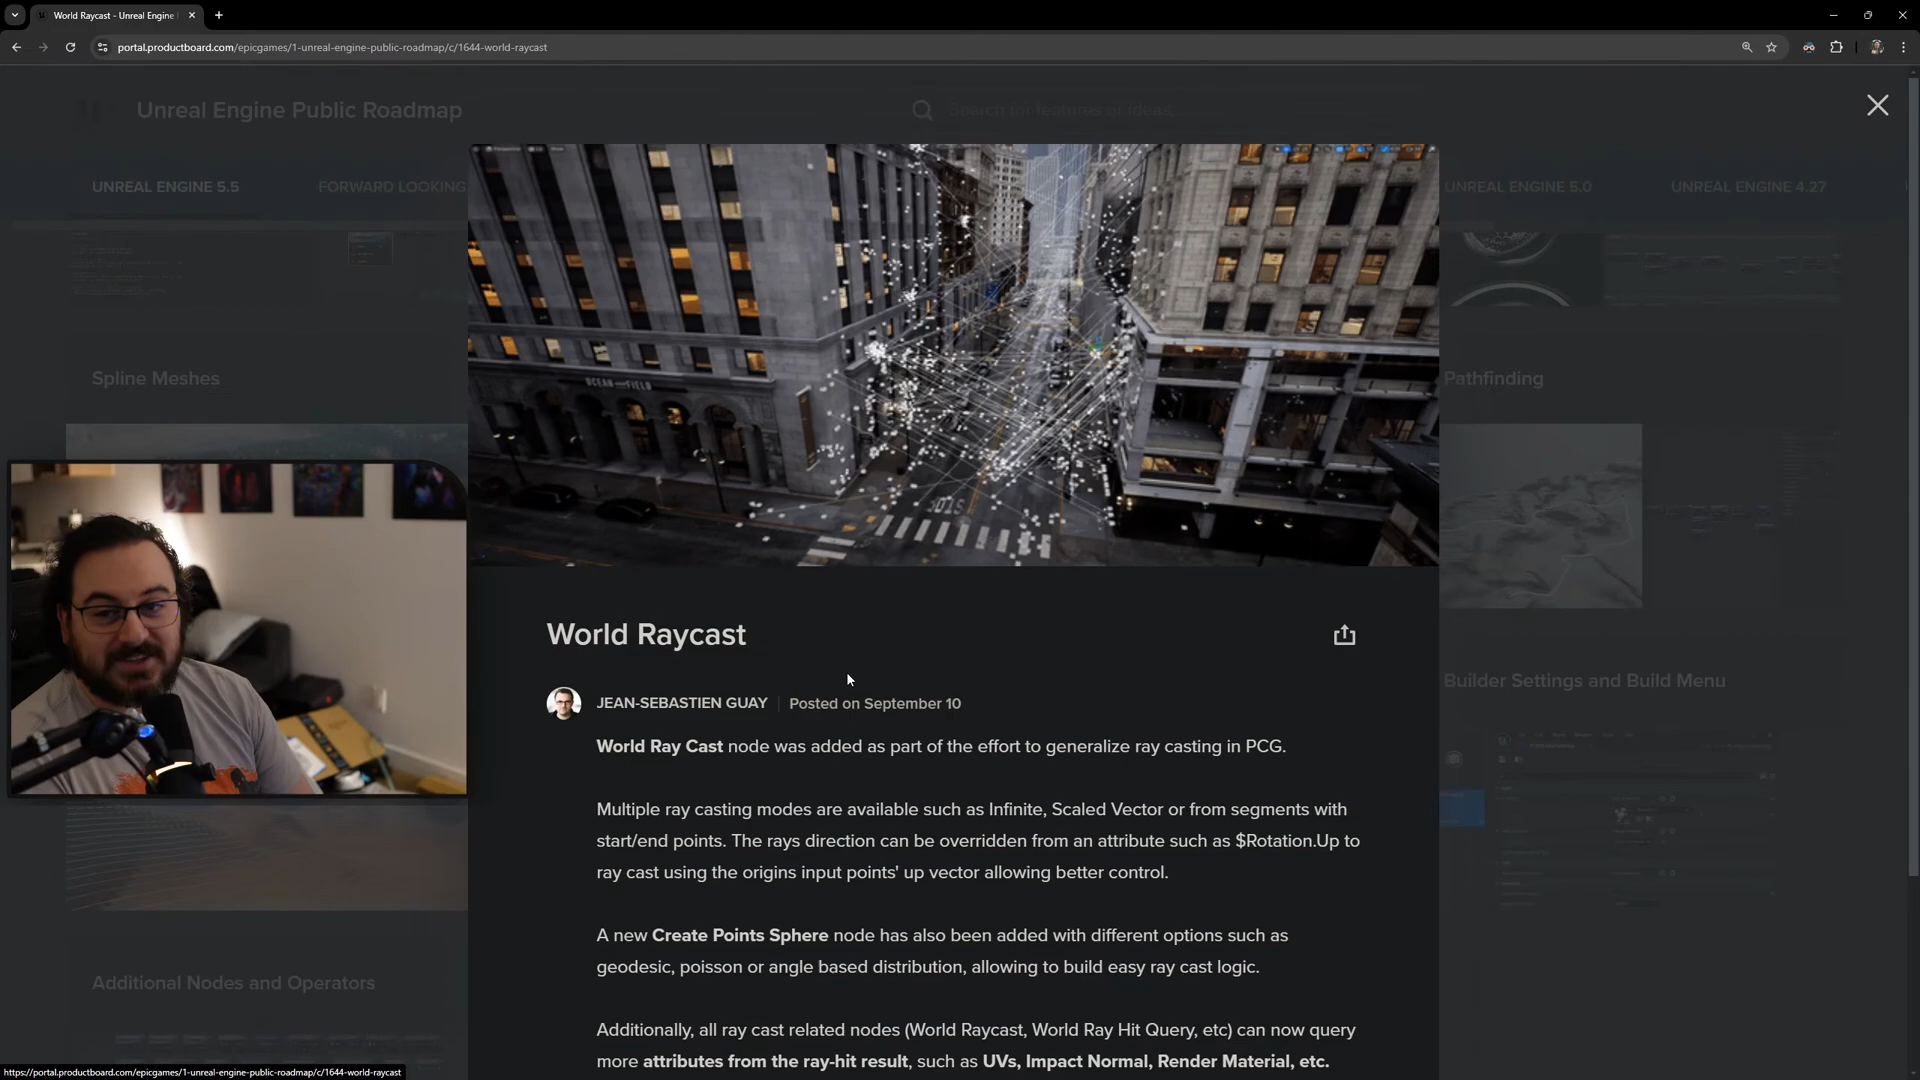 World Raycast - Unreal Engine
portal.productboard.com/epicgames/1-unreal-engine-public-roadmap/c/1644-world-raycast
Unreal Engine Public Roadmap
Search for features or ideas...
UNREAL ENGINE 5.5
FORWARD LOOKING
UNREAL ENGINE 5.0
UNREAL ENGINE 4.27
OCEAN FIELD
Spline Meshes
Pathfinding
World Raycast
Builder Settings and Build Menu
JEAN-SEBASTIEN GUAY
Posted on September 10
World Ray Cast node was added as part of the effort to generalize ray casting in PCG.
Multiple ray casting modes are available such as Infinite, Scaled Vector or from segments with
start/end points. The rays direction can be overridden from an attribute such as $Rotation.Up to
ray cast using the origins input points' up vector allowing better control.
A new Create Points Sphere node has also been added with different options such as
geodesic, poisson or angle based distribution, allowing to build easy ray cast logic.
Additional Nodes and Operators
Additionally, all ray cast related nodes (World Raycast, World Ray Hit Query, etc) can now query
more attributes from the ray-hit result, such as UVs, Impact Normal, Render Material, etc.
https://portal.productboard.com/epicgames/1-unreal-engine-public-roadmap/c/1644-world-raycast